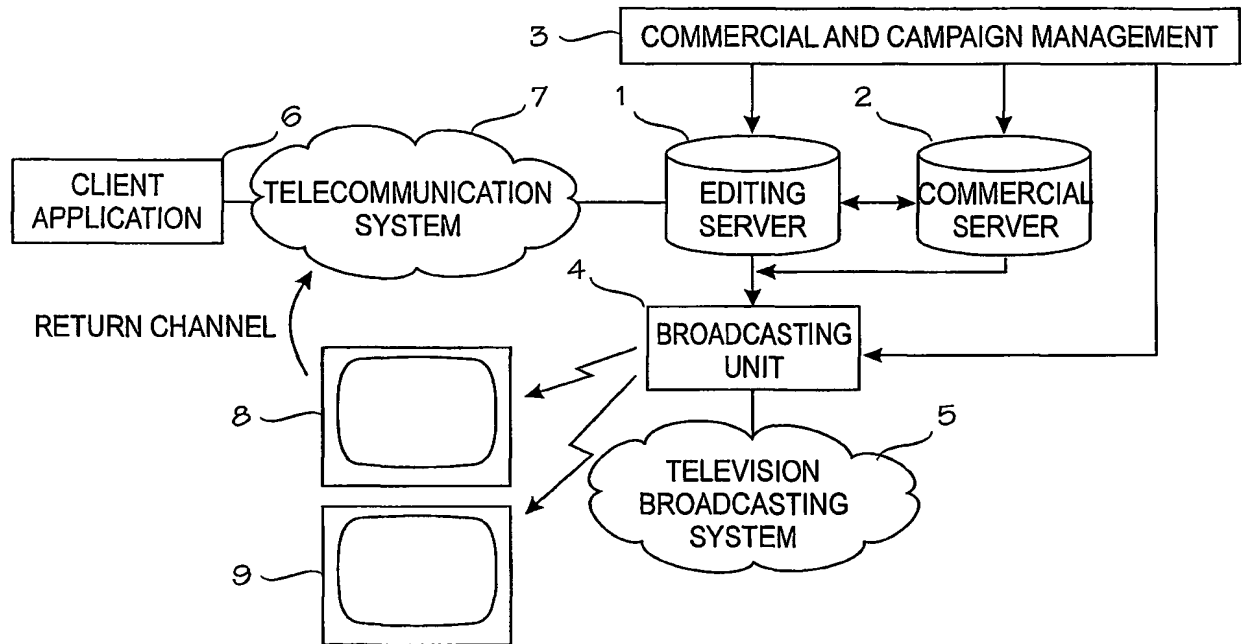 3
COMMERCIAL AND CAMPAIGN MANAGEMENT
7
1
2
6
CLIENT
APPLICATION
TELECOMMUNICATION
SYSTEM
EDITING
SERVER
COMMERCIAL
SERVER
4
RETURN CHANNEL
BROADCASTING
UNIT
8
5
TELEVISION
BROADCASTING
SYSTEM
9